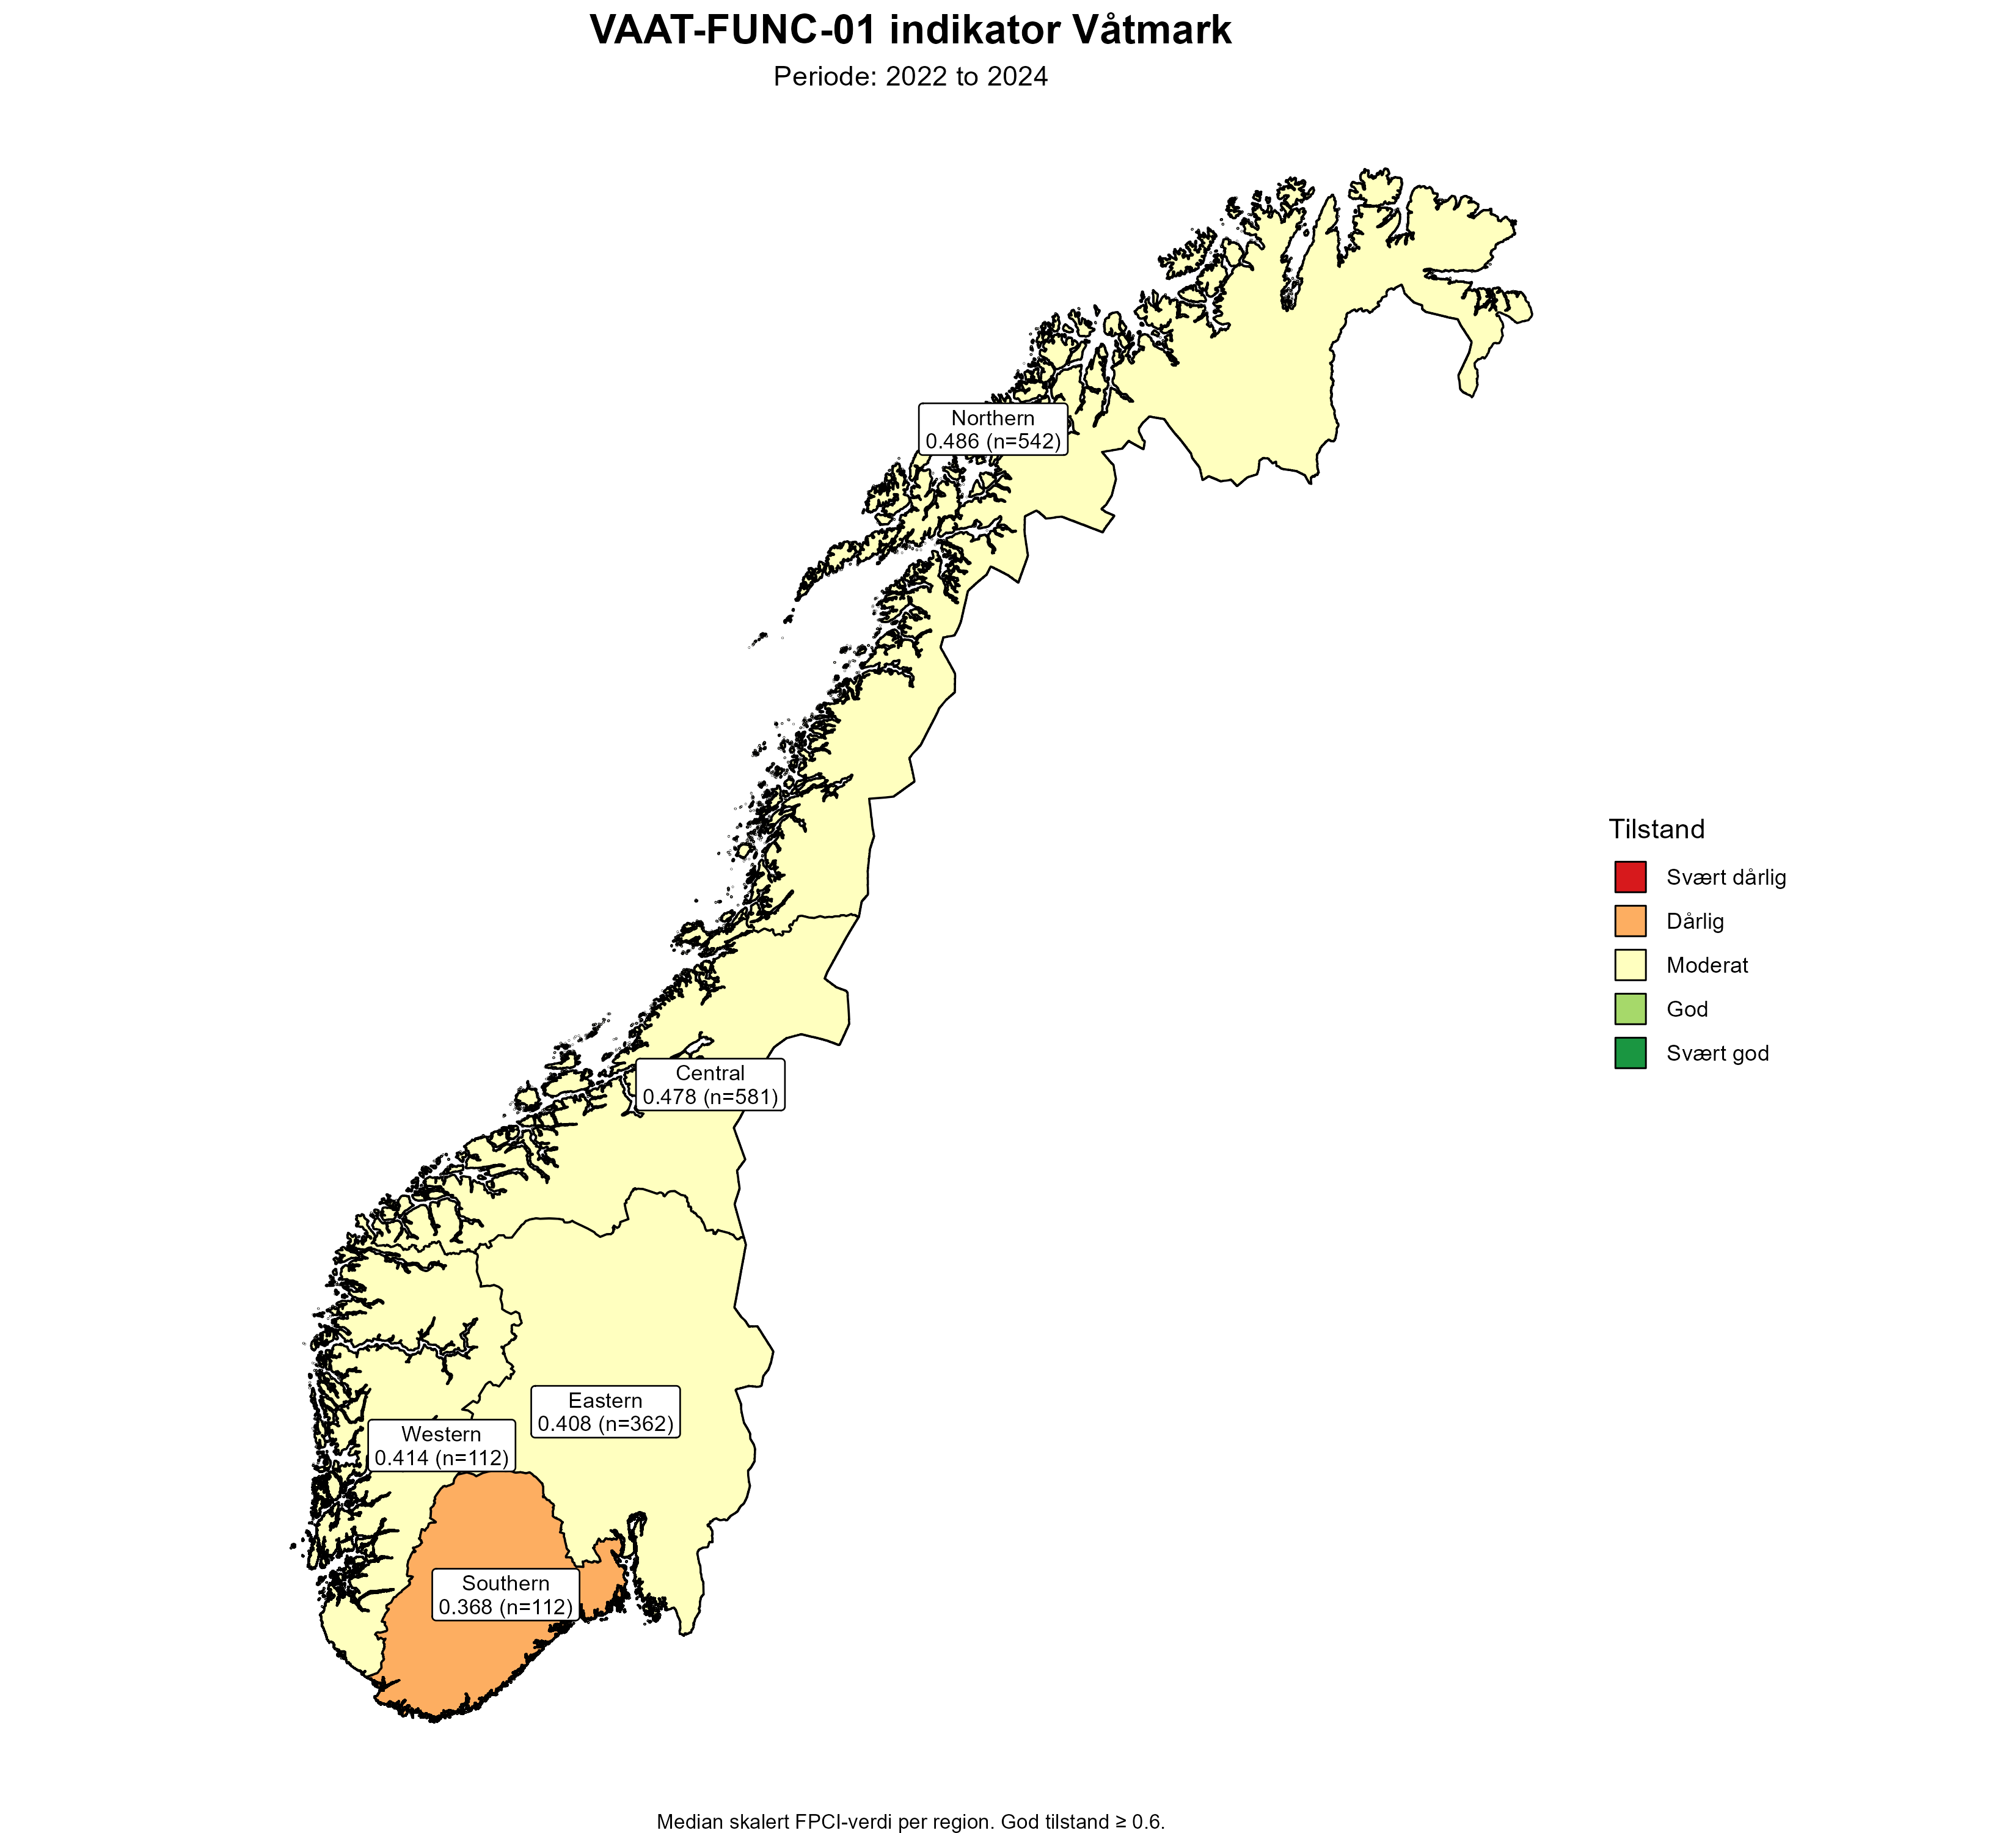 VAAT-FUNC-01 indikator Våtmark
Periode: 2022 to 2024
Northern
0.486 (n=542)
Tilstand
Svært dårlig
Dårlig
Moderat
God
Svært god
Central
0.478 (n=581)
Eastern
0.408 (n=362)
Western
0.414 (n=112)
Southern
0.368 (n=112)
Median skalert FPCI-verdi per region. God tilstand ≥ 0.6.